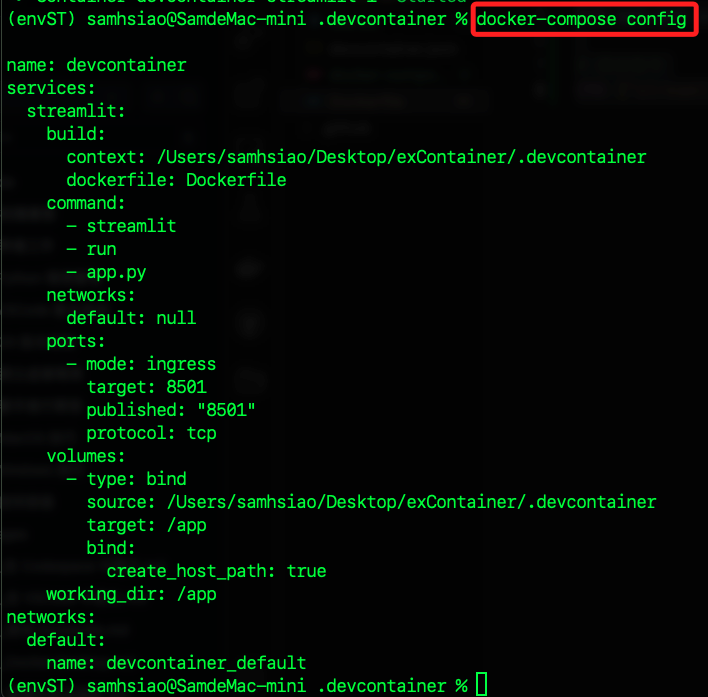 (envST) samhsiao@SamdeMac-mini .devcontainer % docker-compose config
name: devcontainer
services:
  streamlit:
    build:
      context: /Users/samhsiao/Desktop/exContainer/.devcontainer
      dockerfile: Dockerfile
    command:
      - streamlit
      - run
      - app.py
    networks:
      default: null
    ports:
      - mode: ingress
        target: 8501
        published: "8501"
        protocol: tcp
    volumes:
      - type: bind
        source: /Users/samhsiao/Desktop/exContainer/.devcontainer
        target: /app
        bind:
          create_host_path: true
    working_dir: /app
networks:
  default:
    name: devcontainer_default
(envST) samhsiao@SamdeMac-mini .devcontainer %